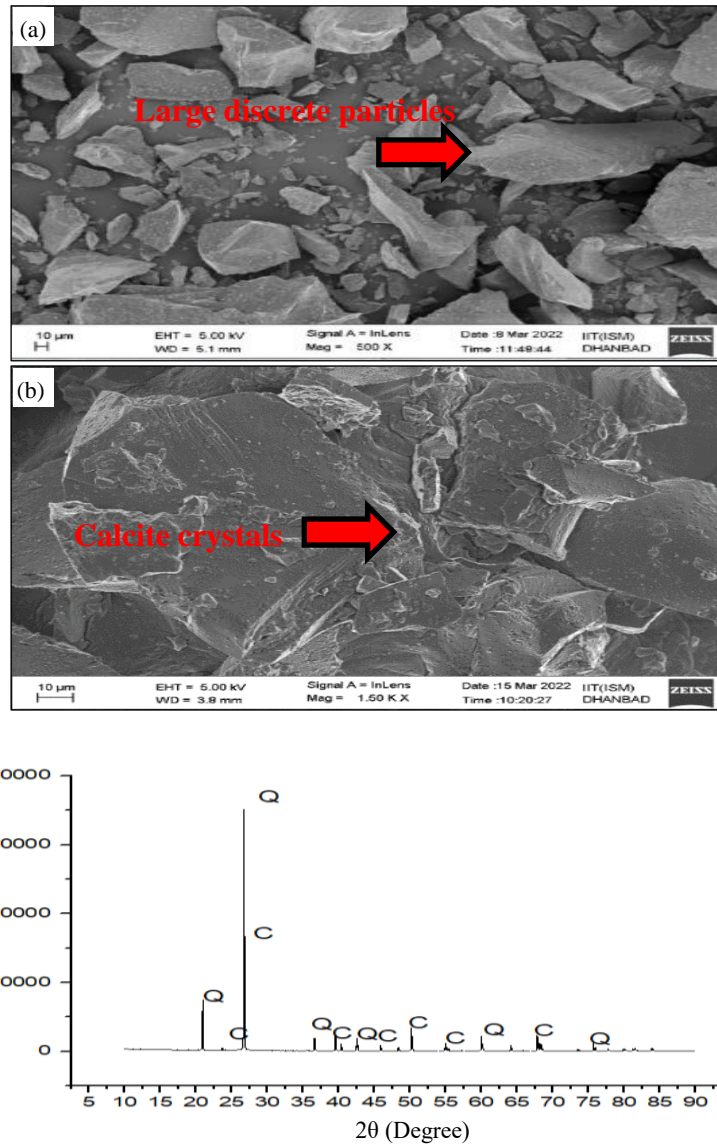 (a)
Large discrete particles
10 µm
EHT = 5.00 kV
WD = 5.1 mm
Signal A = InLens
Mag = 500 X
Date :8 Mar 2022
Time :11:48:44
IIT(ISM)
DHANBAD
ZEISS
(b)
Calcite crystals
10 µm
EHT = 5.00 kV
WD = 3.8 mm
Signal A = InLens
Mag = 1.50 K X
Date :15 Mar 2022
Time :10:20:27
IIT(ISM)
DHANBAD
ZEISS
0000
0000
0000
0000
0
Q
C
Q
C
Q
C
Q
C
C
C
Q
C
Q
5 10 15 20 25 30 35 40 45 50 55 60 65 70 75 80 85 90
2θ (Degree)